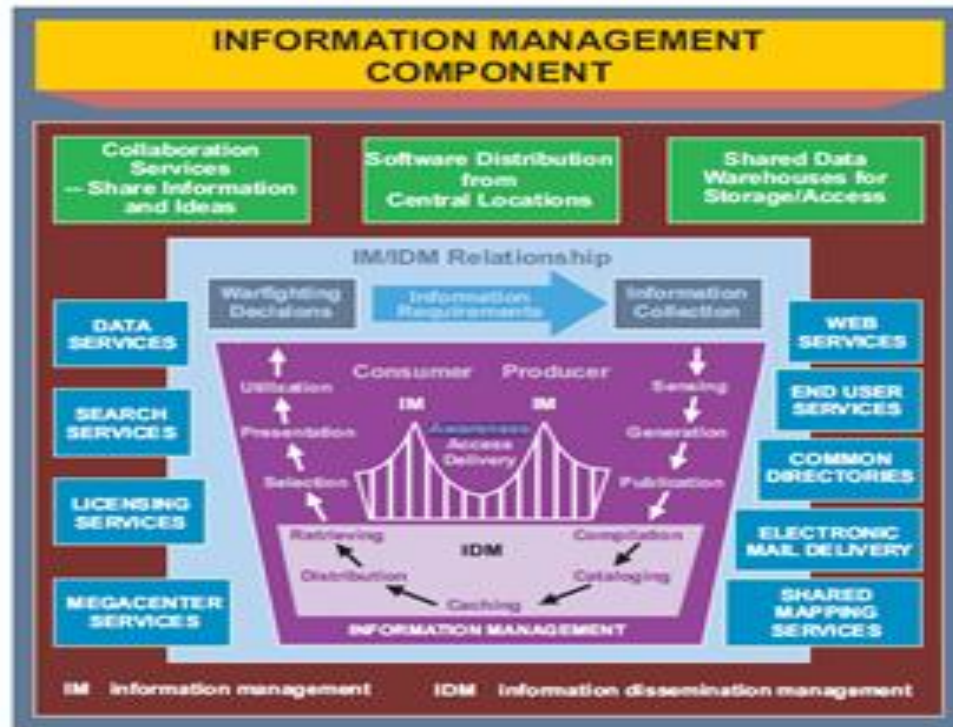 INFORMATION MANAGEMENT
COMPONENT
Collaboration
Services
-- Share Information
and Ideas
Software Distribution
from
Central Locations
Shared Data
Warehouses for
Storage/Access
IM/IDM Relationship
Warfighting
Decisions
Information
Requirements
Information
Collection
DATA
SERVICES
SEARCH
SERVICES
LICENSING
SERVICES
MEGACENTER
SERVICES
Consumer
Producer
IM
IM
Awareness
Access
Delivery
Utilization
Presentation
Selection
Retrieving
Distribution
Caching
Sensing
Generation
Publication
Compilation
Cataloging
IDM
INFORMATION MANAGEMENT
WEB
SERVICES
END USER
SERVICES
COMMON
DIRECTORIES
ELECTRONIC
MAIL DELIVERY
SHARED
MAPPING
SERVICES
IM information management IDM information dissemination management